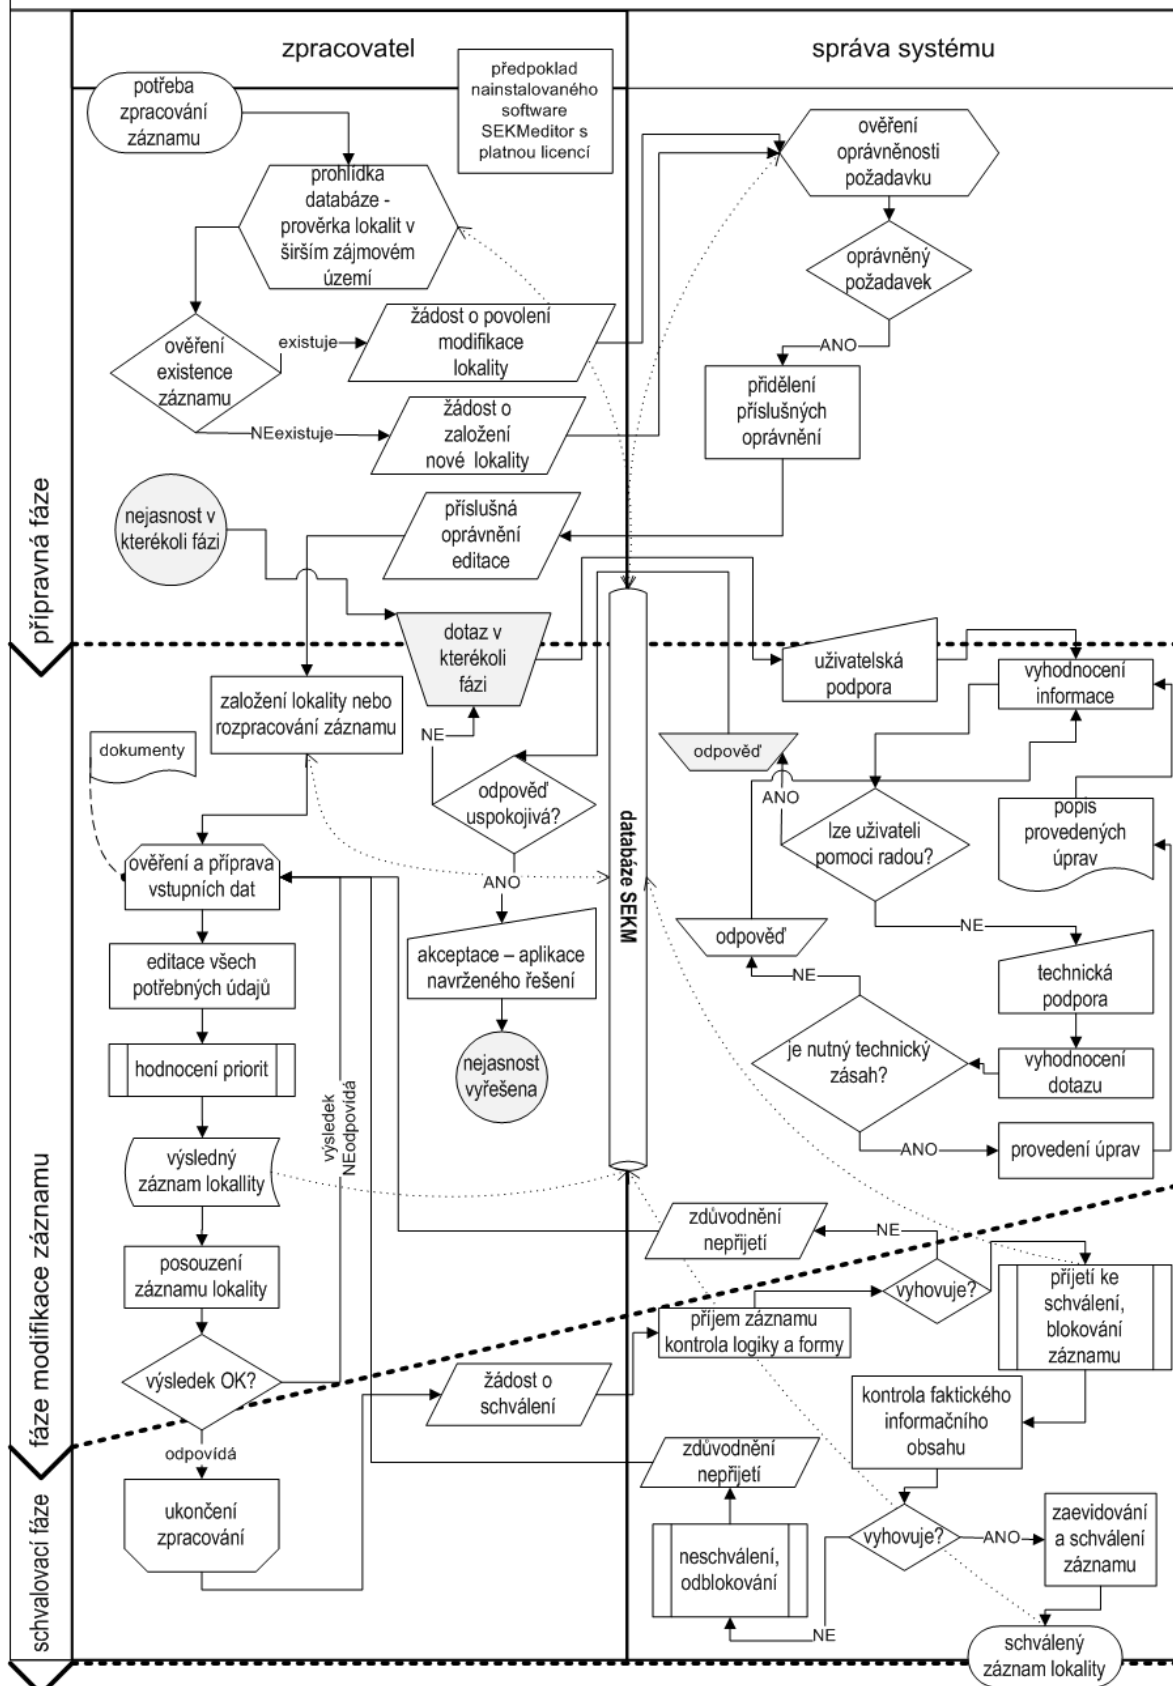 zpracovatel
správa systému
potřeba
zpracování
záznamu
předpoklad
nainstalovaného
software
SEKMeditor s
platnou licencí
ověření
oprávněnosti
požadavku
prohlídka
databáze -
prověrka lokalit v
širším zájmovém
území
oprávněný
požadavek
ověření
existence
záznamu
existuje
žádost o povolení
modifikace
lokality
ANO
přidělení
příslušných
oprávnění
NEexistuje
žádost o
založení
nové lokality
nejasnost v
kterékoli fázi
příslušná
oprávnění
editace
přípravná fáze
dotaz v
kterékoli
fázi
uživatelská
podpora
vyhodnocení
informace
založení lokality nebo
rozpracování záznamu
NE
dokumenty
odpověď
odpověď
uspokojivá?
ANO
lze uživateli
pomoci radou?
popis
provedených
úprav
databáze SEKM
ověření a příprava
vstupních dat
ANO
akceptace – aplikace
navrženého řešení
odpověď
NE
technická
podpora
editace všech
potřebných údajů
NE
hodnocení priorit
nejasnost
vyřešena
je nutný technický
zásah?
vyhodnocení
dotazu
výsledek
NEodpovídá
ANO
provedení úprav
výsledný
záznam lokallity
fáze modifikace záznamu
zdůvodnění
nepřijetí
NE
posouzení
záznamu lokality
vyhovuje?
přijetí ke
schválení,
blokování
záznamu
příjem záznamu
kontrola logiky a formy
výsledek OK?
žádost o
schválení
kontrola faktického
informačního
obsahu
odpovídá
zdůvodnění
nepřijetí
schvalovací fáze
ukončení
zpracování
neschválení,
odblokování
vyhovuje?
ANO
zaevidování
a schválení
záznamu
NE
schválený
záznam lokality